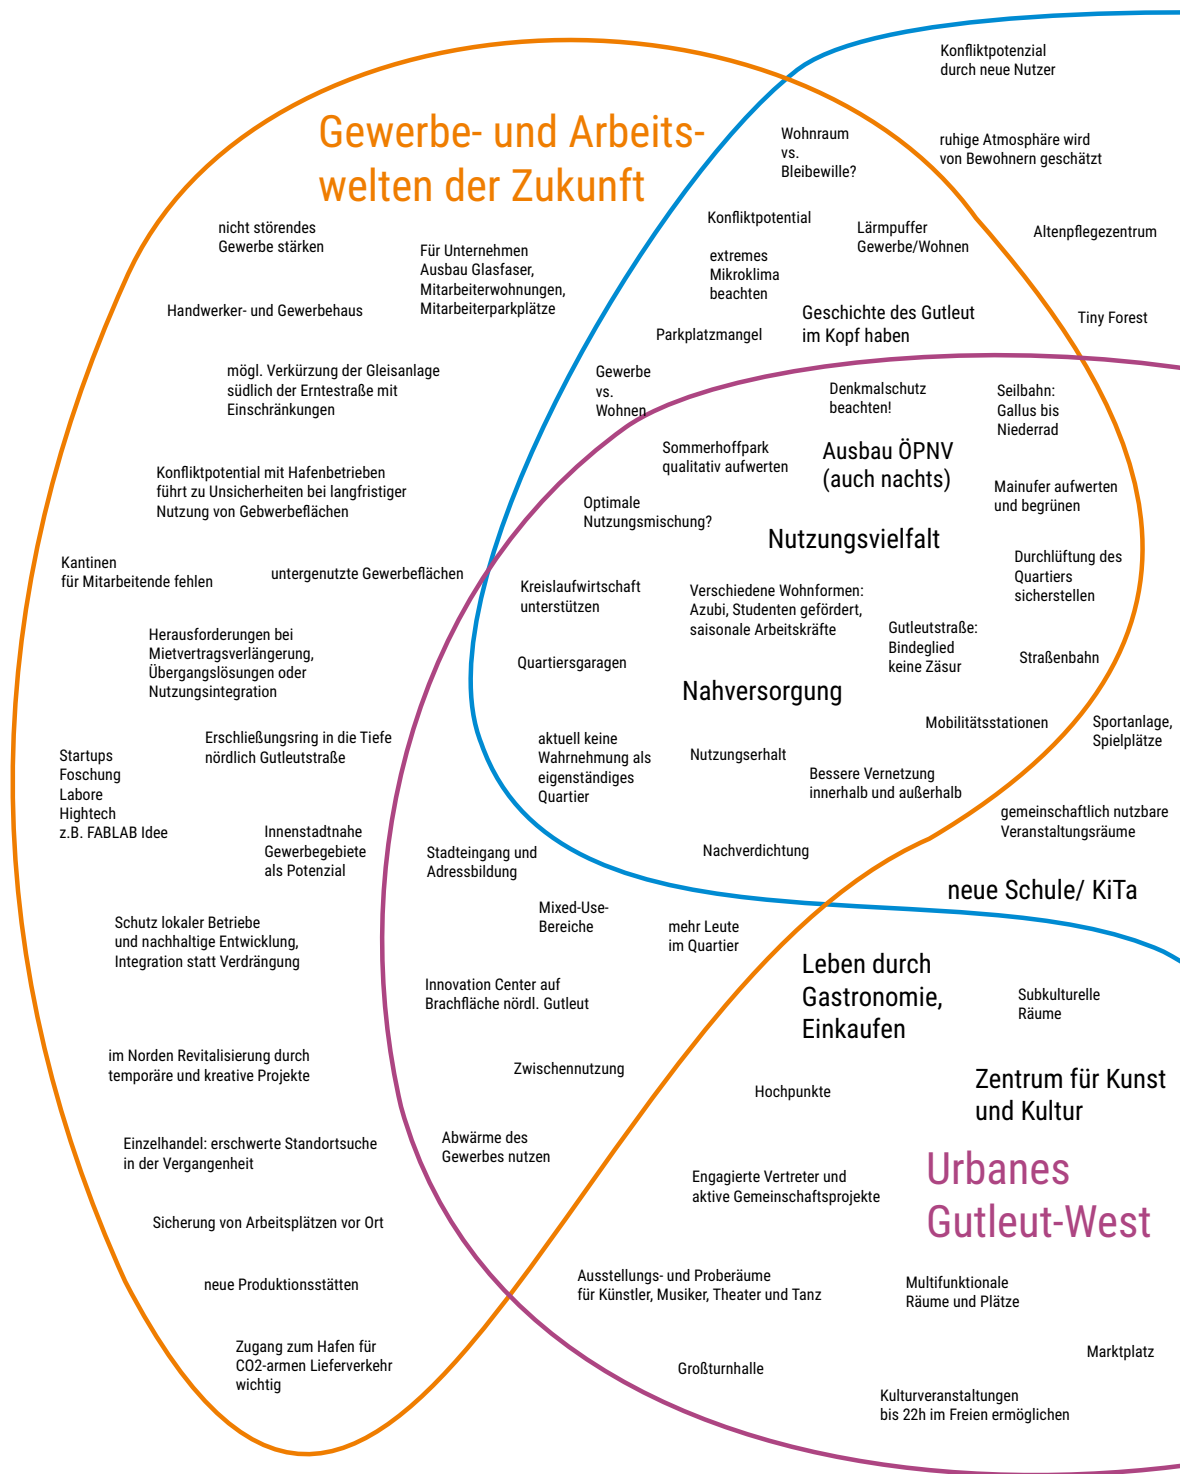 Konfliktpotenzial
durch neue Nutzer
Gewerbe- und Arbeits-
welten der Zukunft
Wohnraum
vs.
Bleibewille?
ruhige Atmosphäre wird
von Bewohnern geschätzt
Konfliktpotential
Lärmpuffer
Gewerbe/Wohnen
Altenpflegezentrum
nicht störendes
Gewerbe stärken
Für Unternehmen
Ausbau Glasfaser,
Mitarbeiterwohnungen,
Mitarbeiterparkplätze
extremes
Mikroklima
beachten
Handwerker- und Gewerbehaus
Geschichte des Gutleut
im Kopf haben
Tiny Forest
Parkplatzmangel
mögl. Verkürzung der Gleisanlage
südlich der Erntestraße mit
Einschränkungen
Gewerbe
vs.
Wohnen
Denkmalschutz
beachten!
Seilbahn:
Gallus bis
Niederrad
Sommerhoffpark
qualitativ aufwerten
Ausbau ÖPNV
(auch nachts)
Konfliktpotential mit Hafenbetrieben
führt zu Unsicherheiten bei langfristiger
Nutzung von Gebwerbeflächen
Optimale
Nutzungsmischung?
Mainufer aufwerten
und begrünen
Nutzungsvielfalt
Kantinen
für Mitarbeitende fehlen
untergenutzte Gewerbeflächen
Kreislaufwirtschaft
unterstützen
Verschiedene Wohnformen:
Azubi, Studenten gefördert,
saisonale Arbeitskräfte
Durchlüftung des
Quartiers
sicherstellen
Herausforderungen bei
Mietvertragsverlängerung,
Übergangslösungen oder
Nutzungsintegration
Gutleutstraße:
Bindeglied
keine Zäsur
Quartiersgaragen
Straßenbahn
Nahversorgung
Mobilitätsstationen
Sportanlage,
Spielplätze
Erschließungsring in die Tiefe
nördlich Gutleutstraße
aktuell keine
Wahrnehmung als
eigenständiges
Quartier
Nutzungserhalt
Startups
Foschung
Labore
Hightech
z.B. FABLAB Idee
Bessere Vernetzung
innerhalb und außerhalb
gemeinschaftlich nutzbare
Veranstaltungsräume
Innenstadtnahe
Gewerbegebiete
als Potenzial
Stadteingang und
Adressbildung
Nachverdichtung
neue Schule/ KiTa
Schutz lokaler Betriebe
und nachhaltige Entwicklung,
Integration statt Verdrängung
Mixed-Use-
Bereiche
mehr Leute
im Quartier
Leben durch
Gastronomie,
Einkaufen
Innovation Center auf
Brachfläche nördl. Gutleut
Subkulturelle
Räume
im Norden Revitalisierung durch
temporäre und kreative Projekte
Zwischennutzung
Hochpunkte
Zentrum für Kunst
und Kultur
Einzelhandel: erschwerte Standortsuche
in der Vergangenheit
Abwärme des
Gewerbes nutzen
Engagierte Vertreter und
aktive Gemeinschaftsprojekte
Urbanes
Gutleut-West
Sicherung von Arbeitsplätzen vor Ort
neue Produktionsstätten
Ausstellungs- und Proberäume
für Künstler, Musiker, Theater und Tanz
Multifunktionale
Räume und Plätze
Zugang zum Hafen für
CO2-armen Lieferverkehr
wichtig
Großturnhalle
Marktplatz
Kulturveranstaltungen
bis 22h im Freien ermöglichen